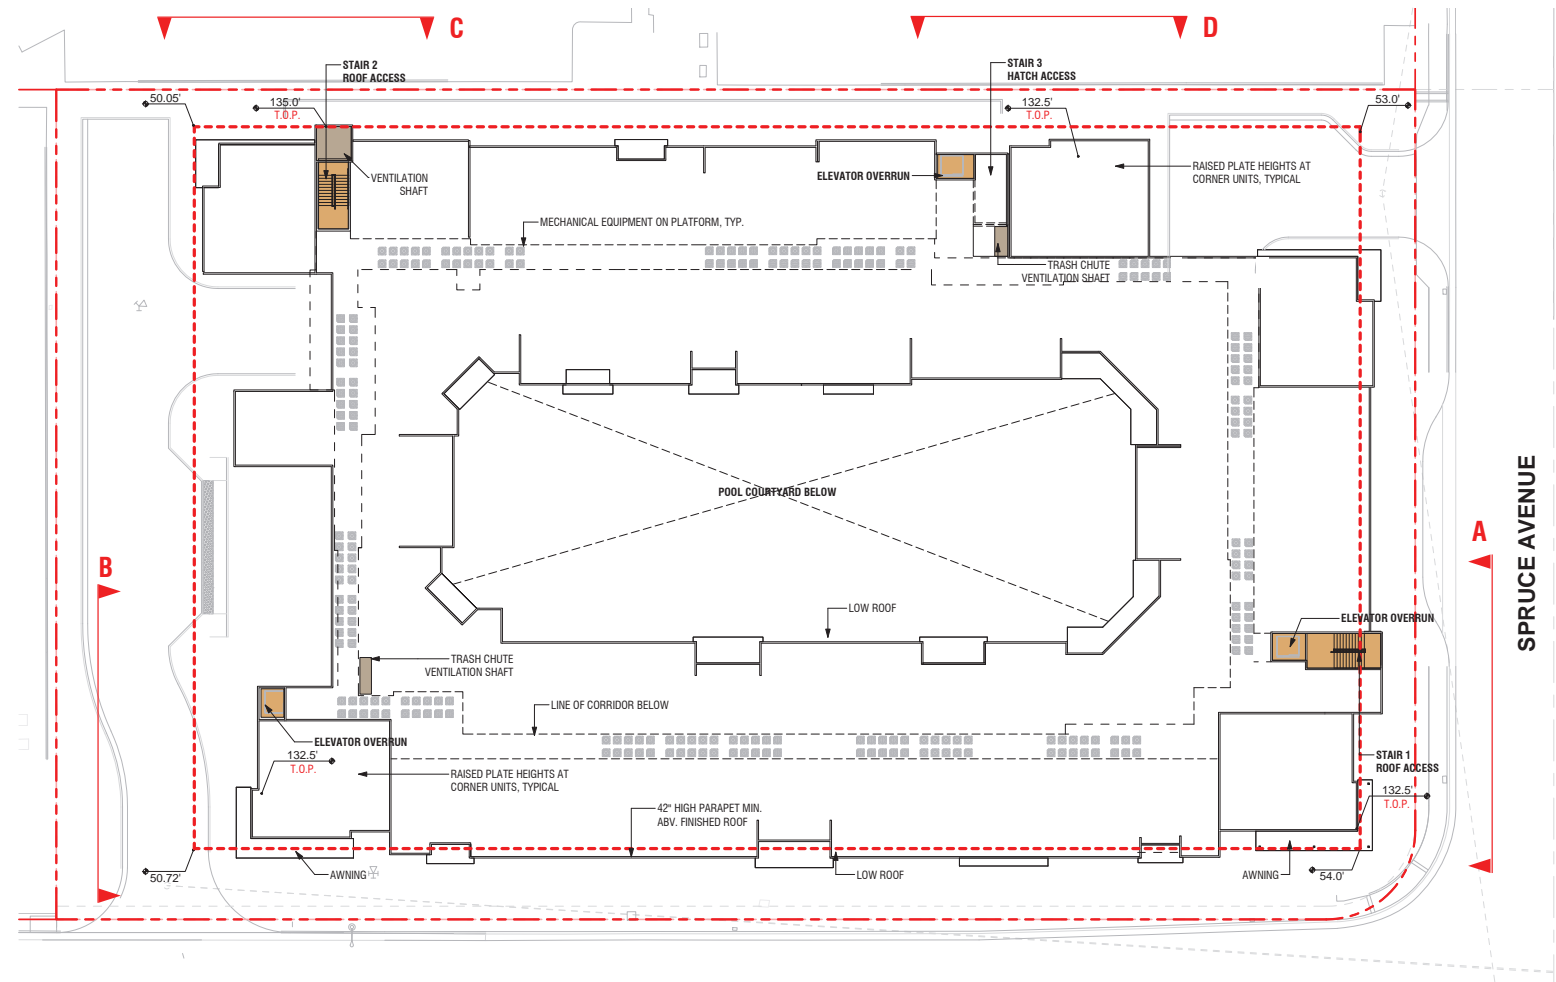 C
D
STAIR 2
ROOF ACCESS
STAIR 3
HATCH ACCESS
50.05'
135.0'
T.O.P.
132.5'
T.O.P.
53.0'
VENTILATION
SHAFT
ELEVATOR OVERRUN
RAISED PLATE HEIGHTS AT
CORNER UNITS, TYPICAL
MECHANICAL EQUIPMENT ON PLATFORM, TYP.
TRASH CHUTE
VENTILATION SHAFT
POOL COURTYARD BELOW
SPRUCE AVENUE
A
B
LOW ROOF
ELEVATOR OVERRUN
TRASH CHUTE
VENTILATION SHAFT
LINE OF CORRIDOR BELOW
ELEVATOR OVERRUN
132.5'
T.O.P.
STAIR 1
ROOF ACCESS
RAISED PLATE HEIGHTS AT
CORNER UNITS, TYPICAL
132.5'
T.O.P.
42" HIGH PARAPET MIN.
ABV. FINISHED ROOF
50.72'
AWNING
LOW ROOF
AWNING
54.0'